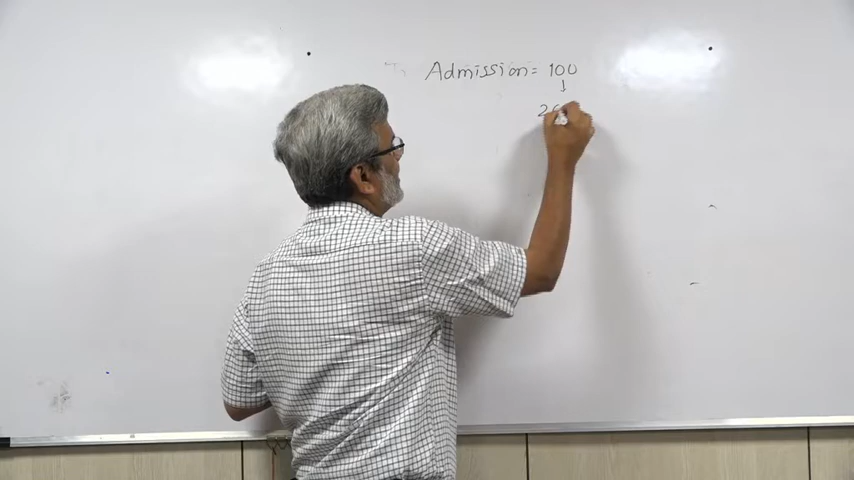 Admission = 100
↓